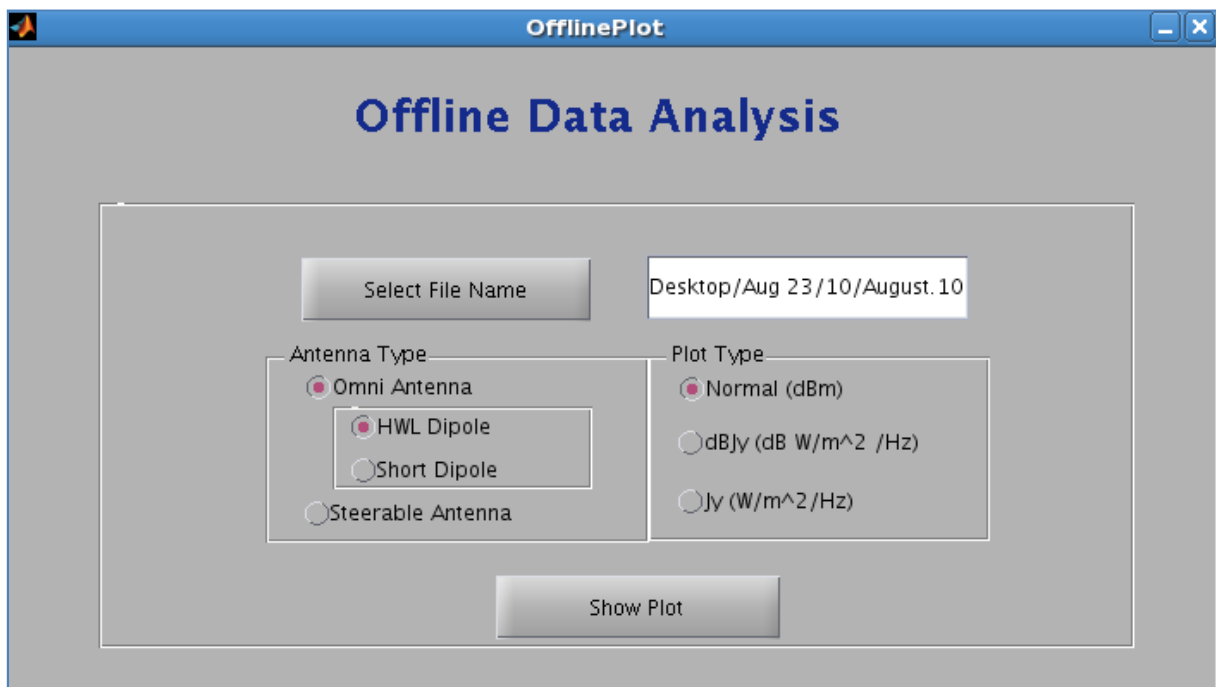 OfflinePlot
Offline Data Analysis
Select File Name
Desktop/Aug 23/10/August.10
Antenna Type
Omni Antenna
HWL Dipole
Short Dipole
Steerable Antenna
Plot Type
Normal (dBm)
dBJy (dB W/m^2 /Hz)
Jy (W/m^2/Hz)
Show Plot